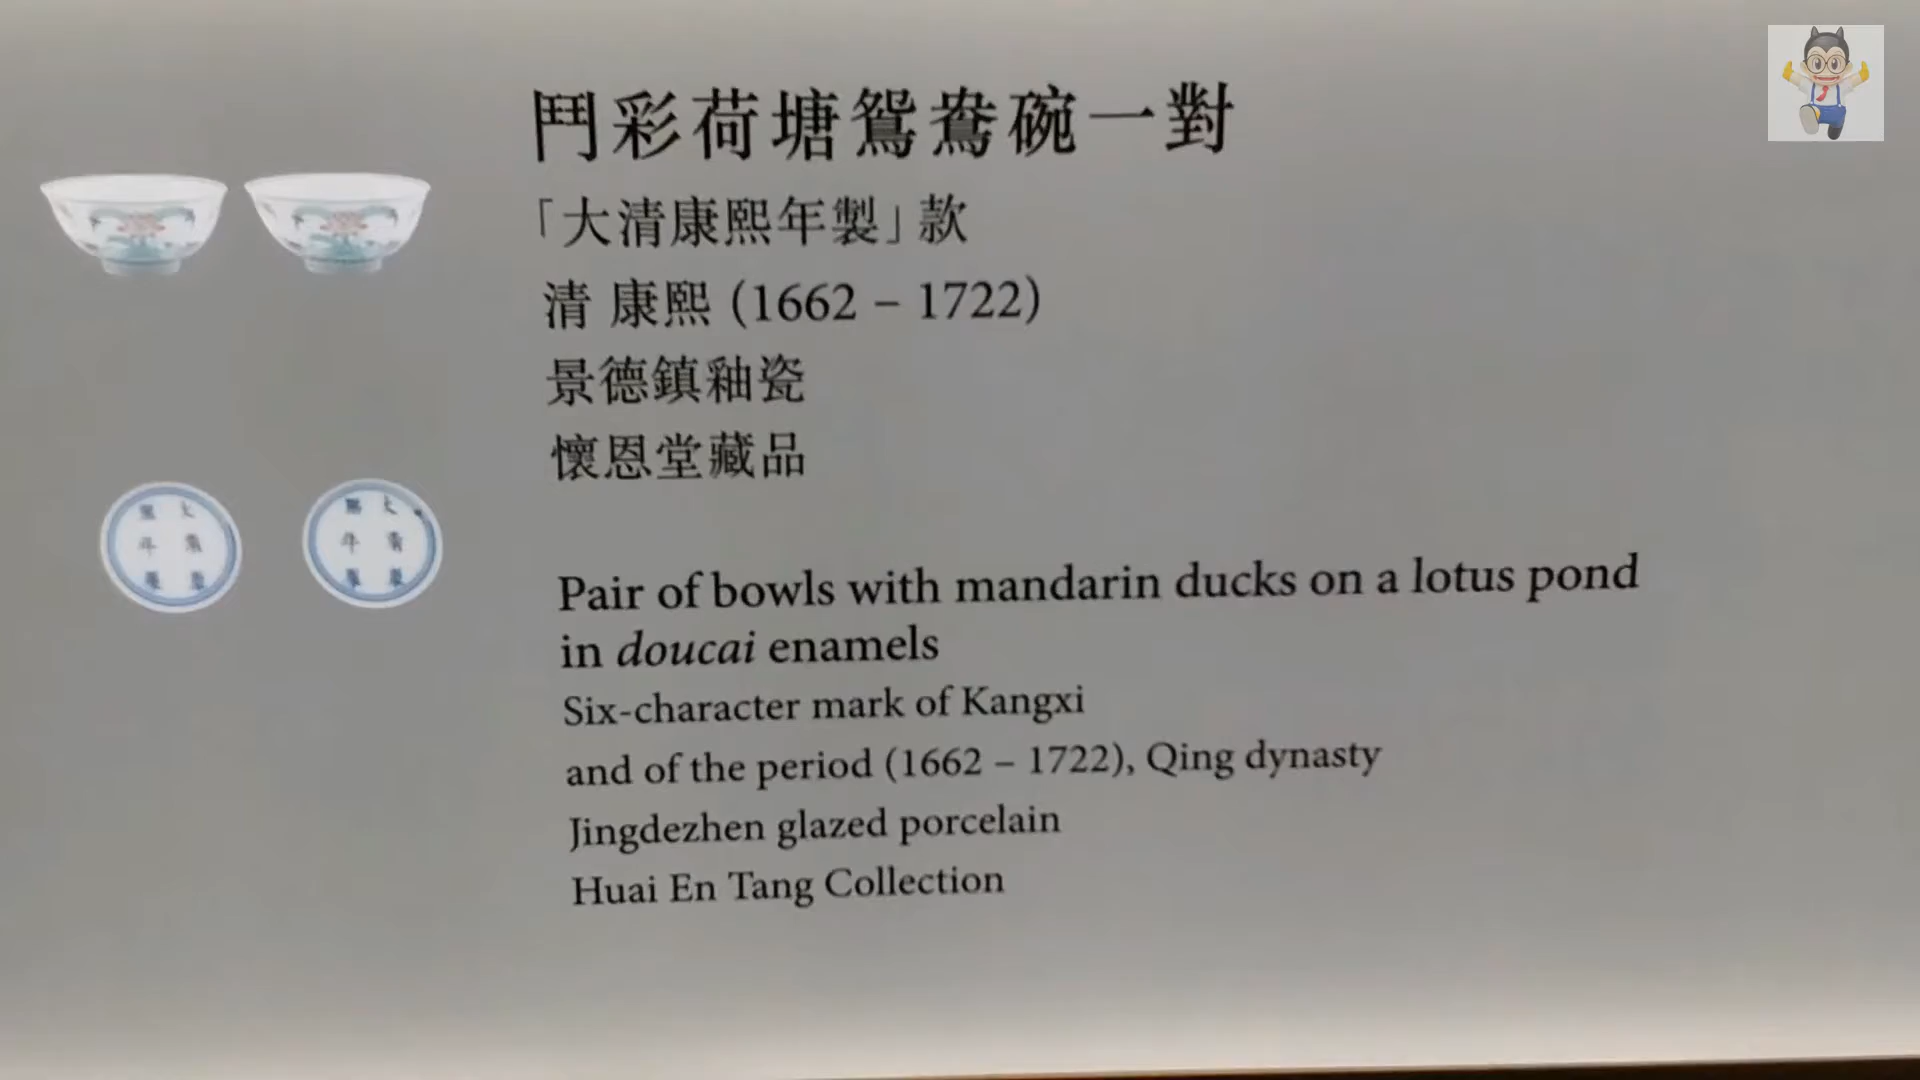 鬥彩荷塘鴛鴦碗一對
「大清康熙年製」款
清 康熙 (1662 – 1722)
景德鎮釉瓷
懷恩堂藏品
Pair of bowls with mandarin ducks on a lotus pond
in doucai enamels
Six-character mark of Kangxi
and of the period (1662 – 1722), Qing dynasty
Jingdezhen glazed porcelain
Huai En Tang Collection